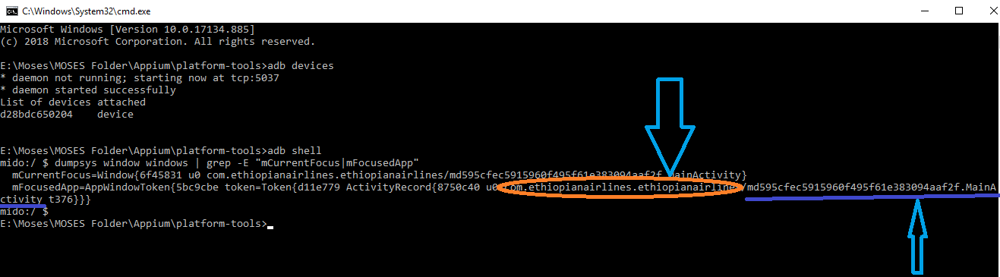 C:\Windows\System32\cmd.exe
Microsoft Windows [Version 10.0.17134.885]
(c) 2018 Microsoft Corporation. All rights reserved.
E:\Moses\MOSES Folder\Appium\platform-tools>adb devices
* daemon not running; starting now at tcp:5037
* daemon started successfully
List of devices attached
d28bdc650204    device
E:\Moses\MOSES Folder\Appium\platform-tools>adb shell
mido:/ $ dumpsys window windows | grep -E "mCurrentFocus|mFocusedApp"
  mCurrentFocus=Window{6f45831 u0 com.ethiopianairlines.ethiopianairlines/md595cfec5915960f495f61e383094aaf2f.MainActivity}
  mFocusedApp=AppWindowToken{5bc9cbe token=Token{d11e779 ActivityRecord{8750c40 u0 com.ethiopianairlines.ethiopianairlines/md595cfec5915960f495f61e383094aaf2f.MainA
ctivity t376}}}
mido:/ $
E:\Moses\MOSES Folder\Appium\platform-tools>